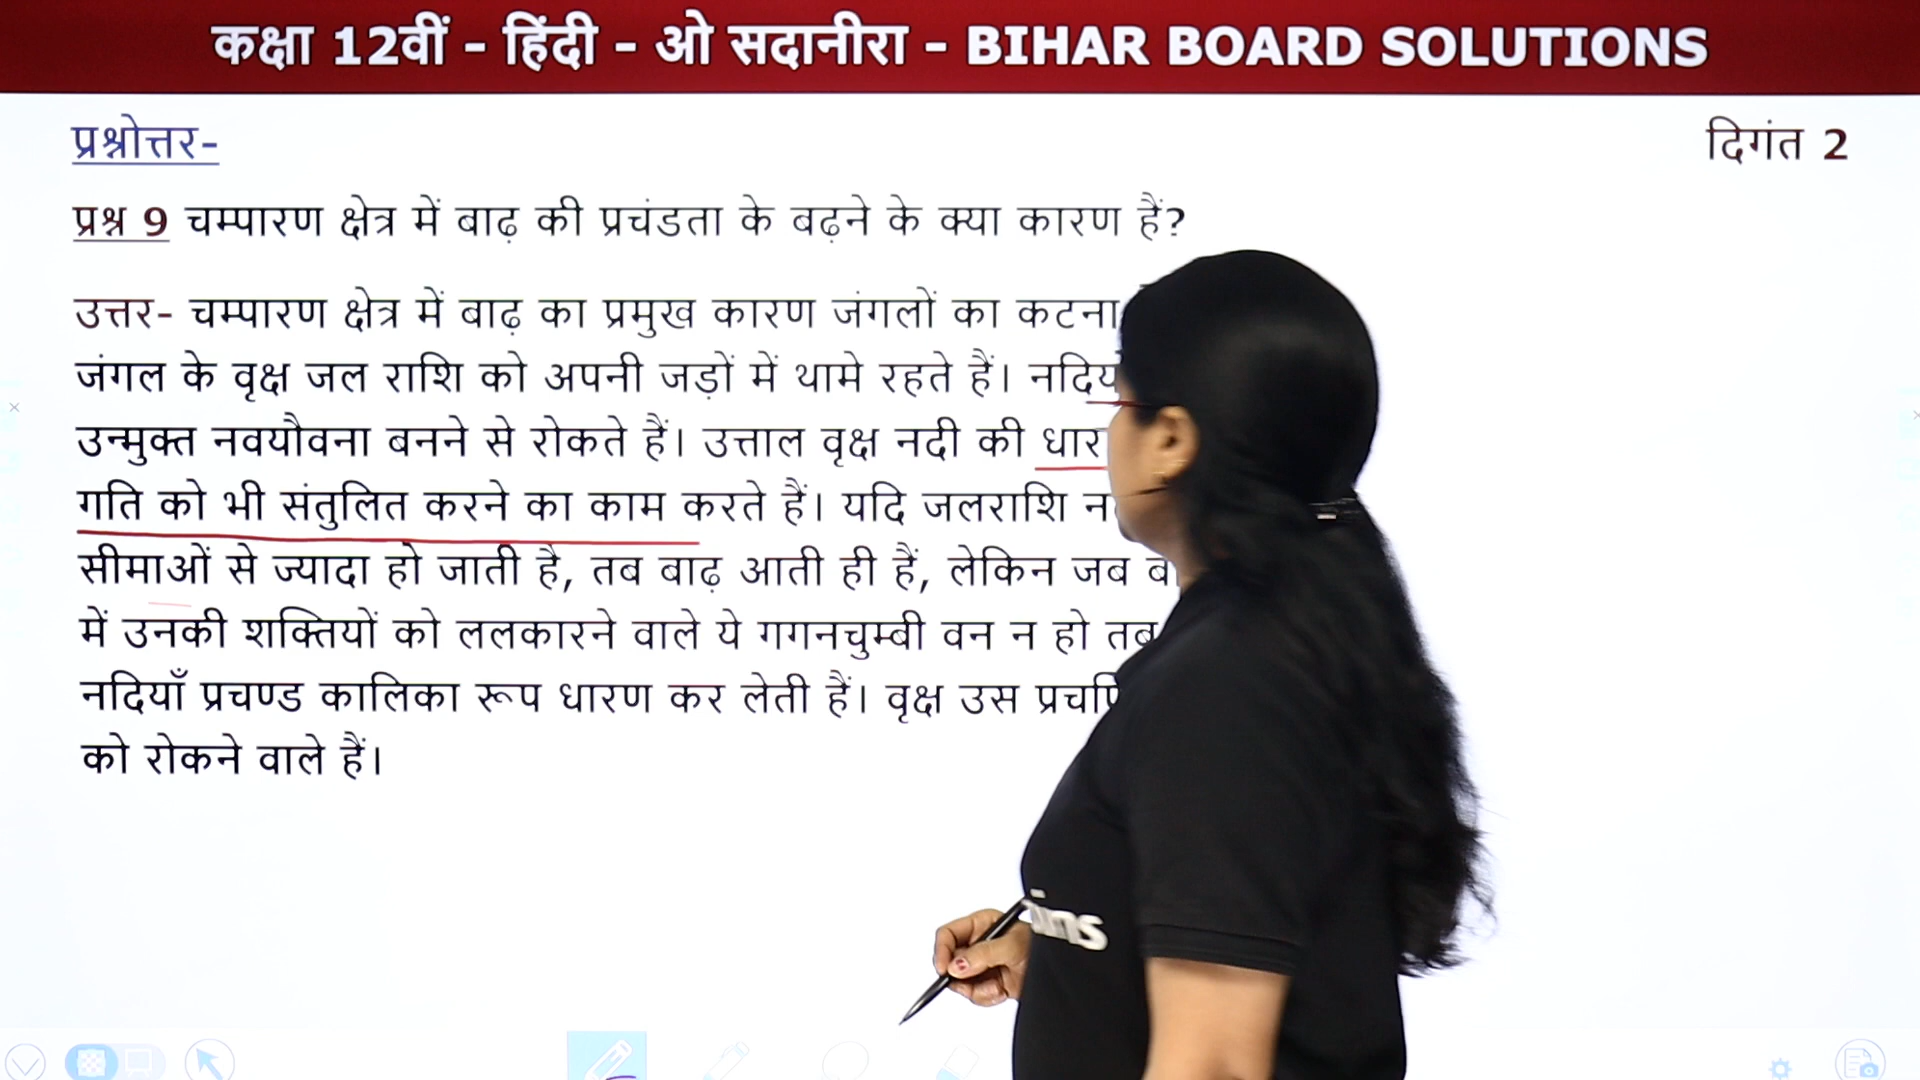 कक्षा 12वीं - हिंदी - ओ सदानीरा - BIHAR BOARD SOLUTIONS
प्रश्नोत्तर-
दिगंत 2
प्रश्न 9 चम्पारण क्षेत्र में बाढ़ की प्रचंडता के बढ़ने के क्या कारण हैं?
उत्तर- चम्पारण क्षेत्र में बाढ़ का प्रमुख कारण जंगलों का कटना
जंगल के वृक्ष जल राशि को अपनी जड़ों में थामे रहते हैं।
उन्मुक्त नवयौवना बनने से रोकते हैं। उत्ताल वृक्ष नदी की
गति को भी संतुलित करने का काम करते हैं। यदि जलराशि
सीमाओं से ज्यादा हो जाती है, तब बाढ़ आती ही हैं, लेकिन जब
में उनकी शक्तियों को ललकारने वाले ये गगनचुम्बी वन न हो तब
नदियाँ प्रचण्ड कालिका रूप धारण कर लेती हैं। वृक्ष उस
को रोकने वाले हैं।